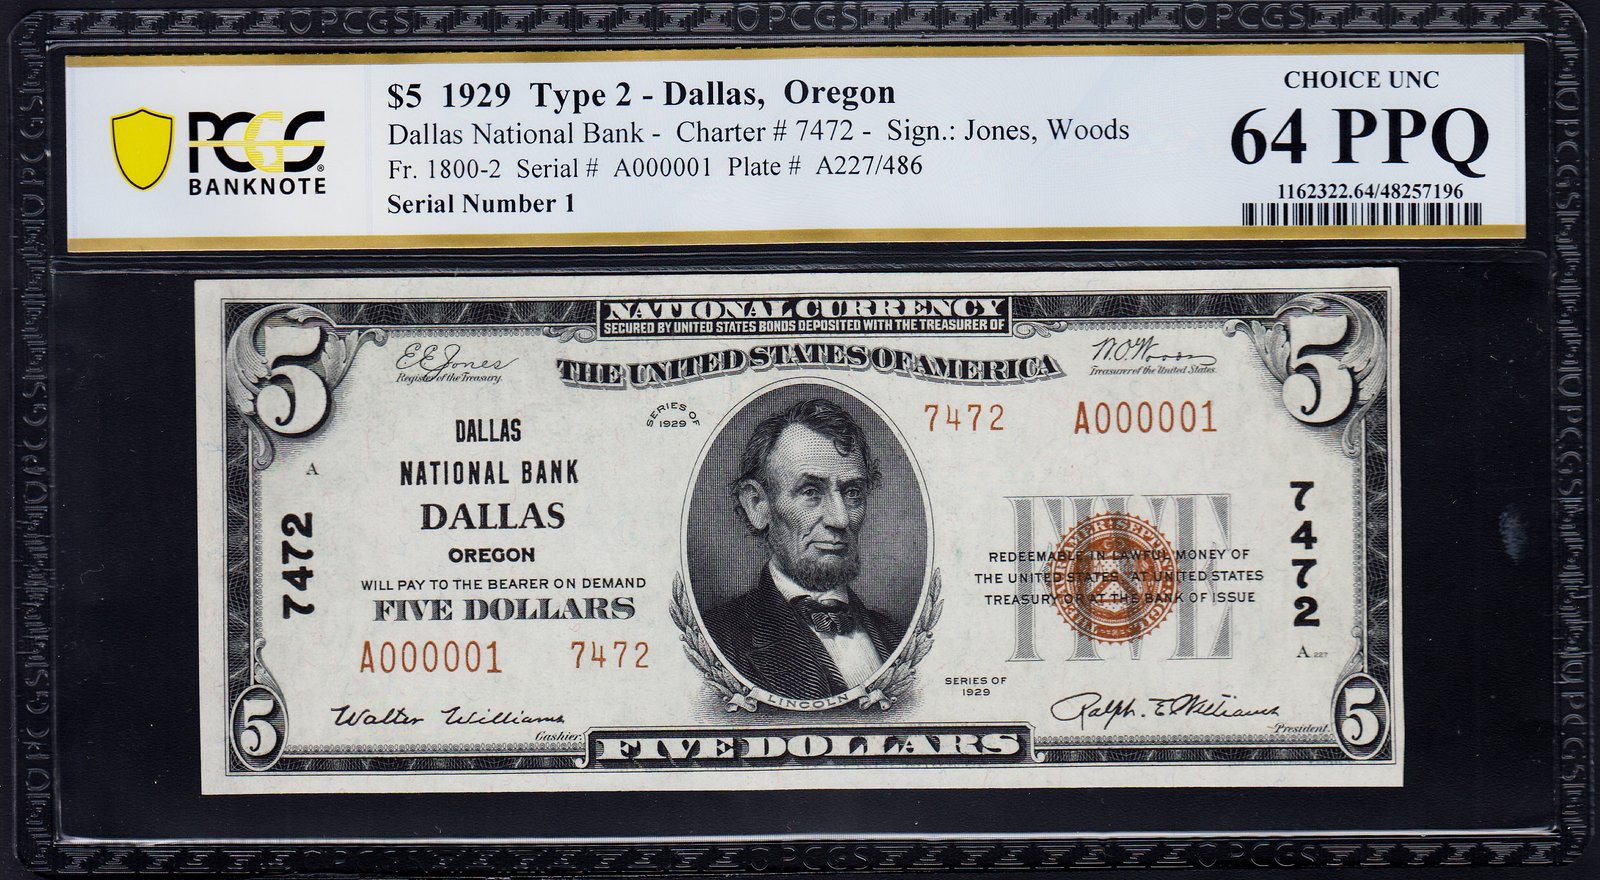 PCGS
BANKNOTE
$5 1929 Type 2 - Dallas, Oregon
Dallas National Bank - Charter # 7472 - Sign.: Jones, Woods
Fr. 1800-2 Serial # A000001 Plate # A227/486
Serial Number 1
CHOICE UNC
64 PPQ
1162322.64/48257196
NATIONAL CURRENCY
SECURED BY UNITED STATES BONDS DEPOSITED WITH THE TREASURER OF
THE UNITED STATES OF AMERICA
5
5
E.E. Jones
Register of the Treasury.
W.O. Woods
Treasurer of the United States.
SERIES OF
1929
7472 A000001
DALLAS
NATIONAL BANK
DALLAS
OREGON
A
7472
7472
WILL PAY TO THE BEARER ON DEMAND
FIVE DOLLARS
A000001 7472
FIVE
REDEEMABLE IN LAWFUL MONEY OF
THE UNITED STATES AT UNITED STATES
TREASURY OR AT THE BANK OF ISSUE
A 227
SERIES OF
1929
LINCOLN
Walter Williams
Cashier.
Ralph. E. Williams
President.
5
FIVE DOLLARS
5